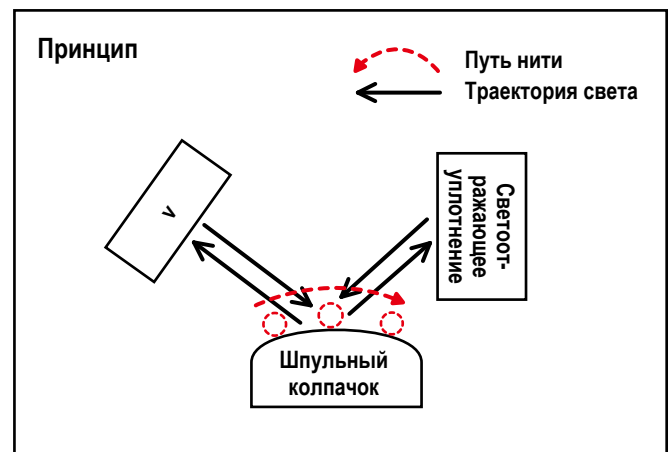 Принцип
Путь нити
Траектория света
V
Светоот-
ражающее
уплотнение
Шпульный
колпачок